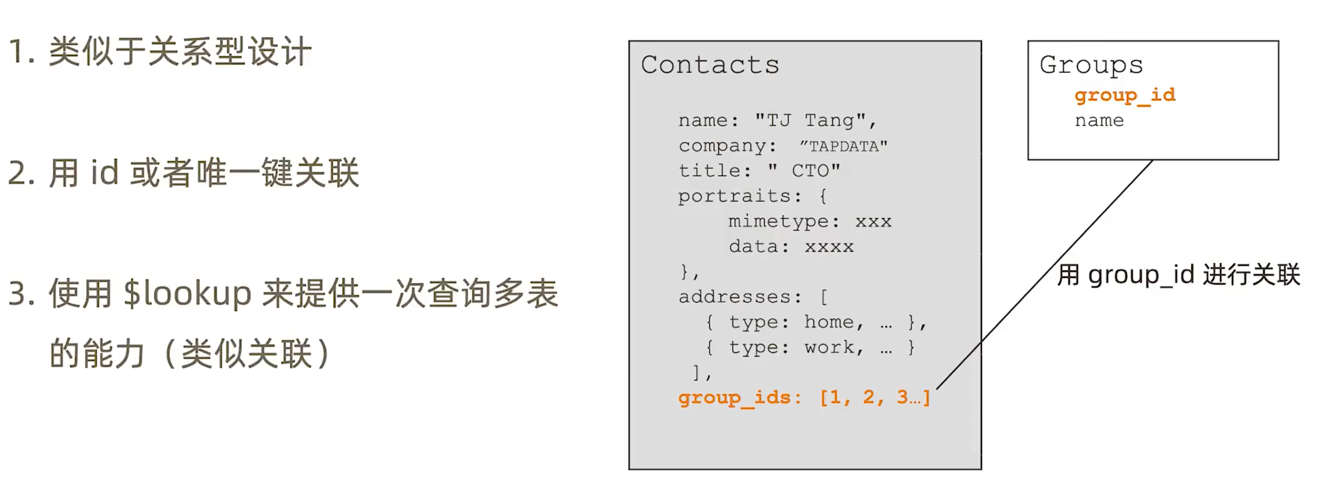 1. 类似于关系型设计
2. 用 id 或者唯一键关联
3. 使用 $lookup 来提供一次查询多表
的能力（类似关联）
Contacts
name: "TJ Tang",
company: ”TAPDATA"
title: " CTO"
portraits: {
mimetype: xxx
data: xxxx
},
addresses: [
{ type: home, … },
{ type: work, … }
],
group_ids: [1, 2, 3…]
Groups
group_id
name
用 group_id 进行关联